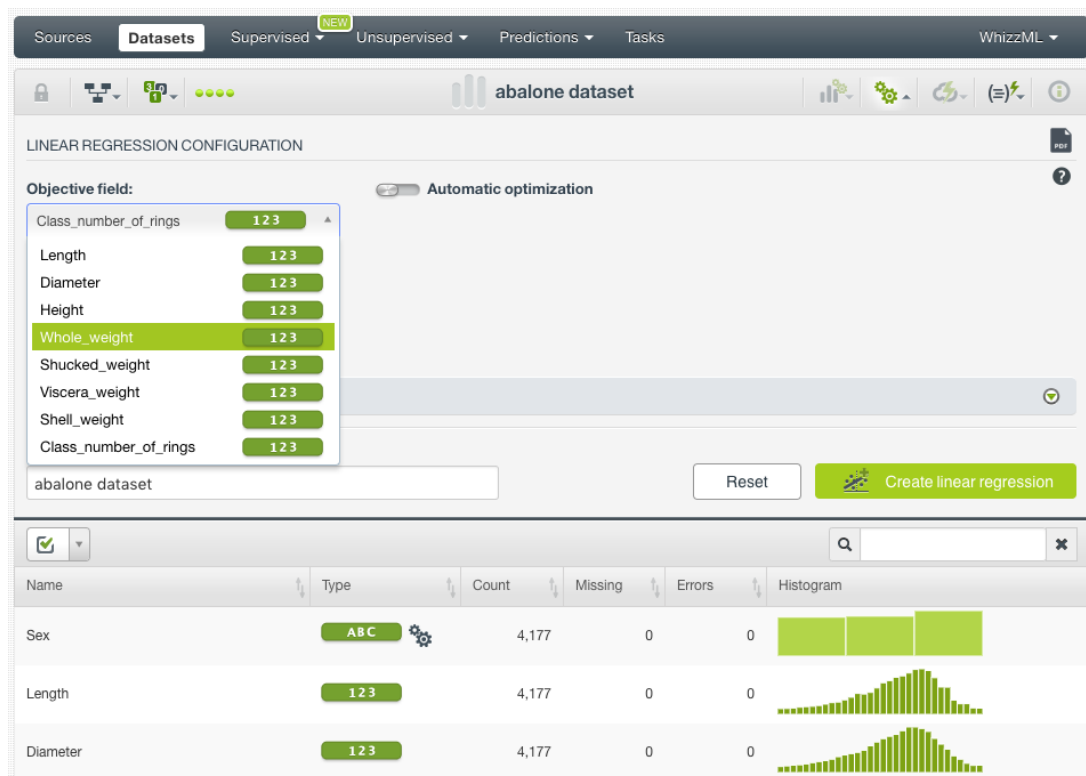 NEW
Sources Datasets Supervised Unsupervised Predictions Tasks WhizzML
abalone dataset
LINEAR REGRESSION CONFIGURATION
PDF
Objective field: Automatic optimization
Class_number_of_rings 123
Length 123
Diameter 123
Height 123
Whole_weight 123
Shucked_weight 123
Viscera_weight 123
Shell_weight 123
Class_number_of_rings 123
abalone dataset Reset Create linear regression
Name Type Count Missing Errors Histogram
Sex ABC 4,177 0 0
Length 123 4,177 0 0
Diameter 123 4,177 0 0